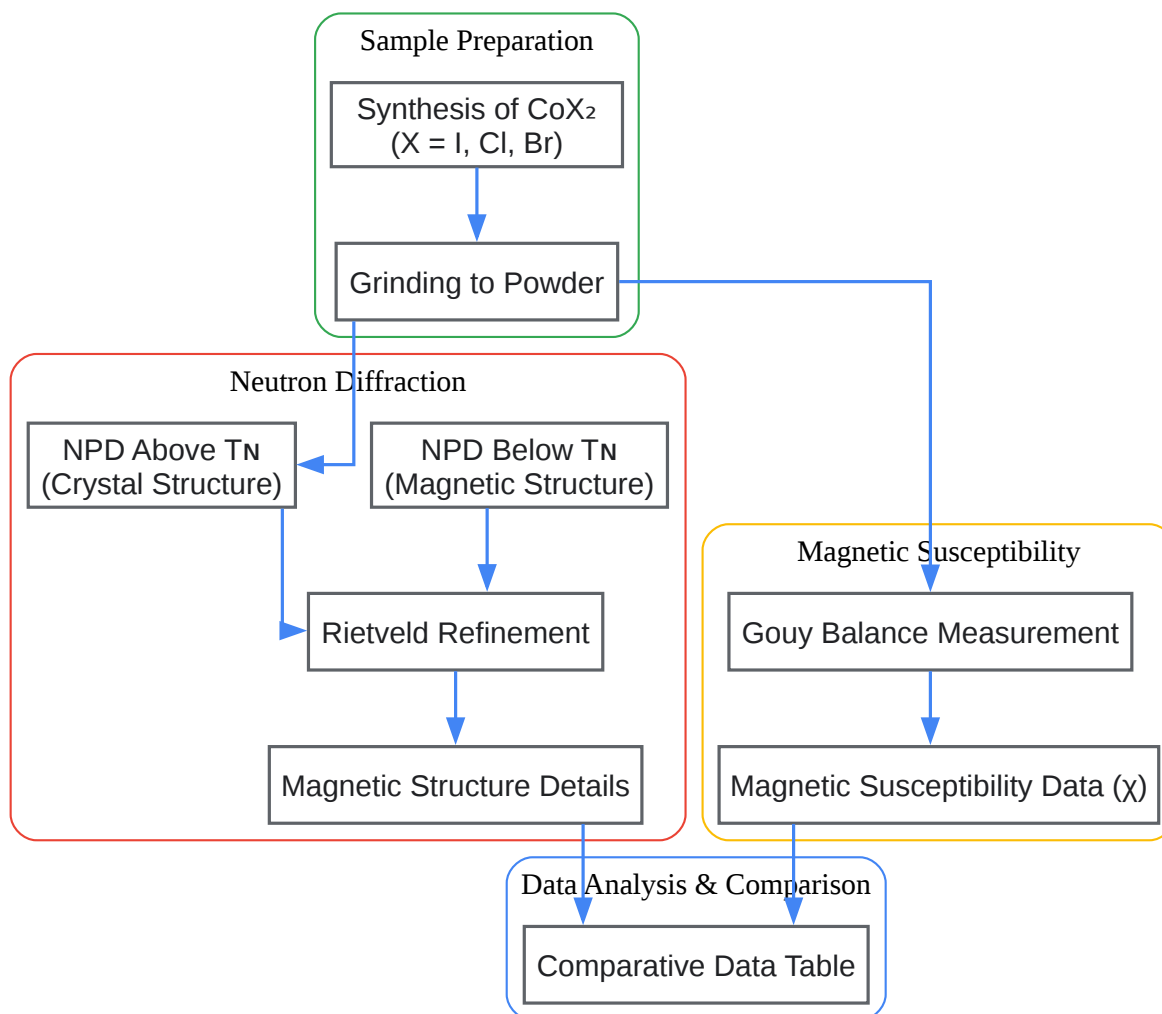 Sample Preparation
Synthesis of CoX₂
(X = I, Cl, Br)
Grinding to Powder
Neutron Diffraction
NPD Above Tɴ
(Crystal Structure)
NPD Below Tɴ
(Magnetic Structure)
Rietveld Refinement
Magnetic Structure Details
Magnetic Susceptibility
Gouy Balance Measurement
Magnetic Susceptibility Data (χ)
Data Analysis & Comparison
Comparative Data Table